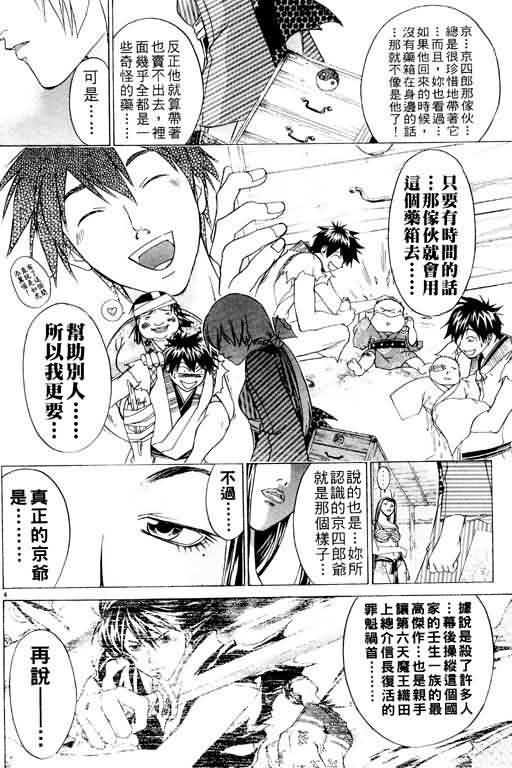 京…京四郎那傢伙
總是很珍惜地帶著它
…而且，妳也看過…
如果他回來的時候，
沒有藥箱在身邊的話
…那就不像是他了！
反正他就算帶著
也賣不出去，裡
面幾乎全都是一
些奇怪的藥…
可是…
只要有時間的話
…那傢伙就會用
這個藥箱去…
幫助別人……
所以我更要…
據說是殺了許多人
…幕後操縱這個國
家的壬生一族的最
高傑作…也是親手
讓第六天魔王織田
上總介信長復活的
罪魁禍首……
說的也是…妳所
認識的京四郎爺
就是那個樣子…
不過……
真正的京爺
是………
再說——
4